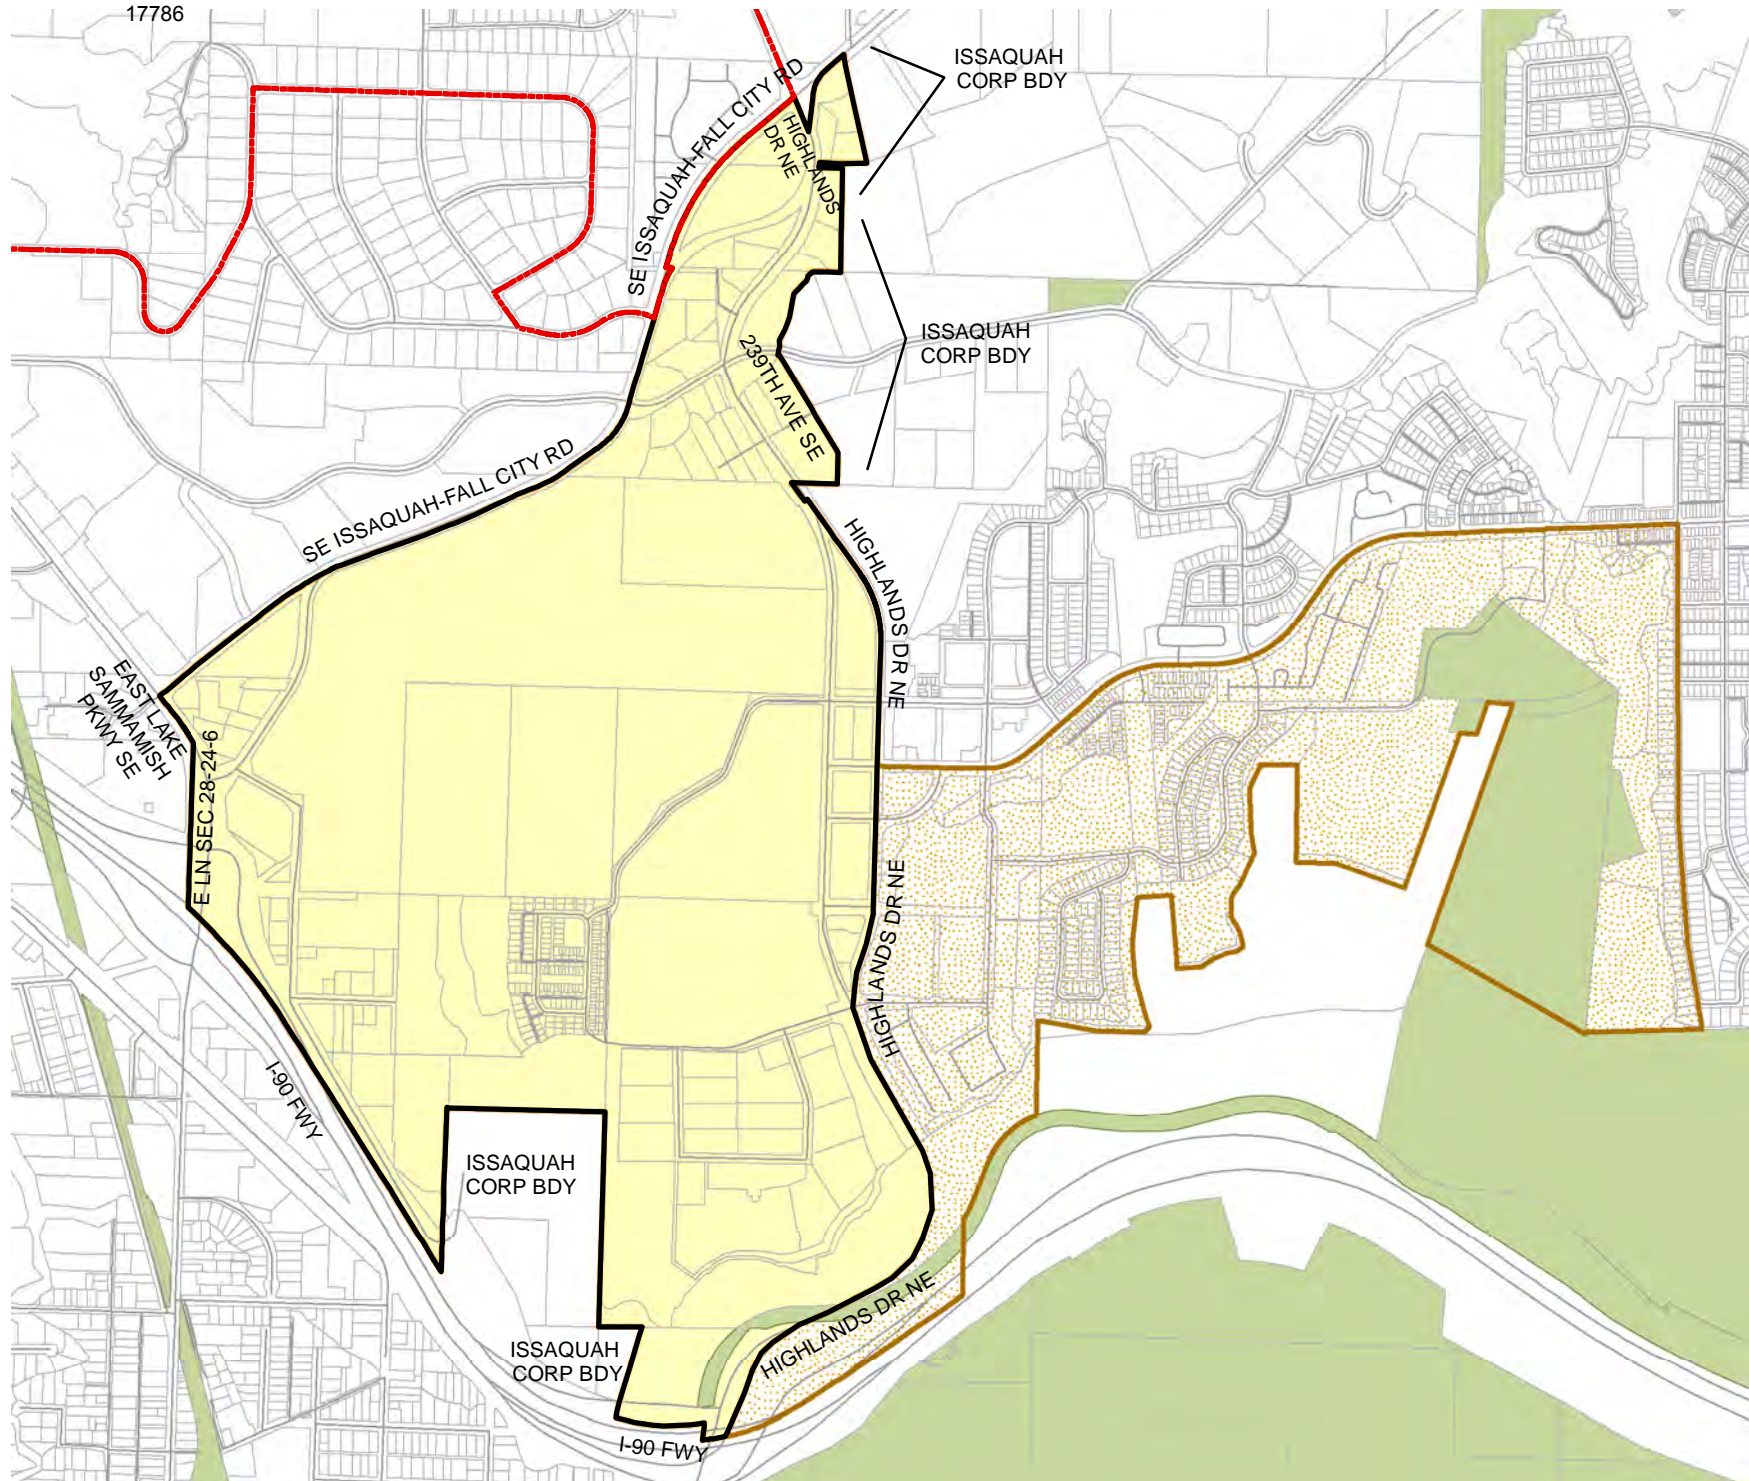 17786
ISSAQUAH
CORP BDY
SE ISSAQUAH-FALL CITY RD
HIGHLANDS
DR NE
ISSAQUAH
CORP BDY
239TH AVE SE
SE ISSAQUAH-FALL CITY RD
HIGHLANDS DR NE
EAST LAKE
SAMMAMISH
PKWY SE
E LN SEC 28-24-6
HIGHLANDS DR NE
I-90 FWY
ISSAQUAH
CORP BDY
HIGHLANDS DR NE
ISSAQUAH
CORP BDY
I-90 FWY